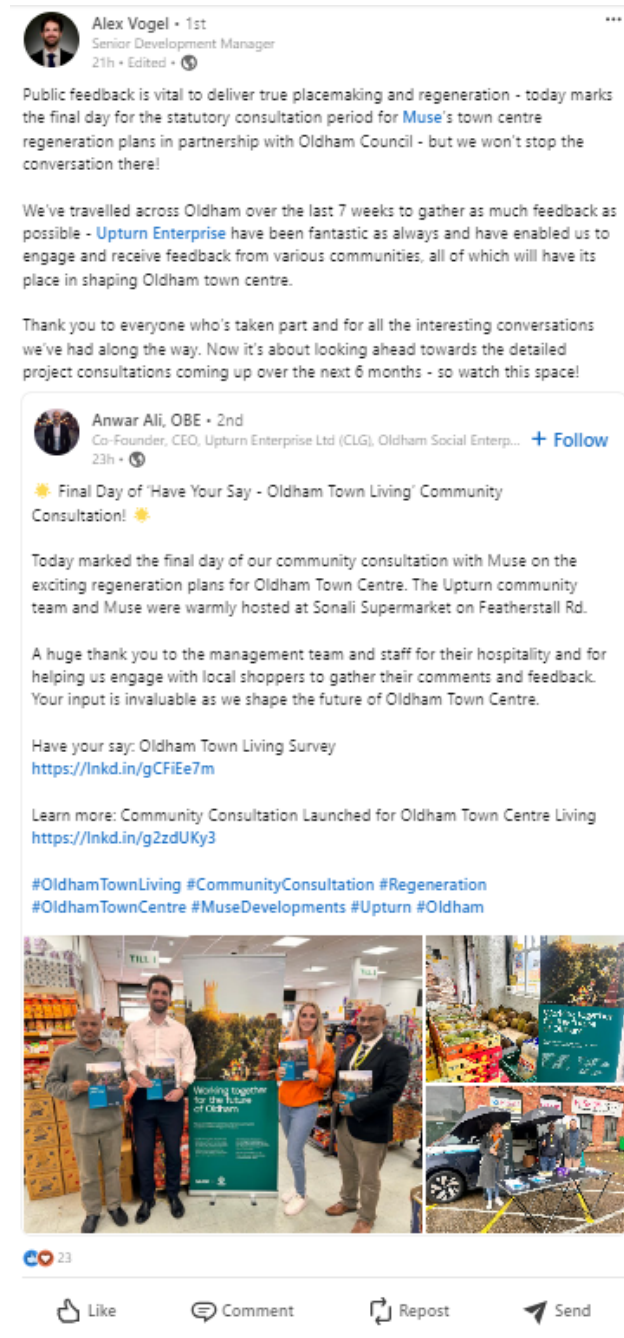 Alex Vogel • 1st
Senior Development Manager
21h • Edited •
Public feedback is vital to deliver true placemaking and regeneration - today marks
the final day for the statutory consultation period for Muse's town centre
regeneration plans in partnership with Oldham Council - but we won't stop the
conversation there!
We've travelled across Oldham over the last 7 weeks to gather as much feedback as
possible - Upturn Enterprise have been fantastic as always and have enabled us to
engage and receive feedback from various communities, all of which will have its
place in shaping Oldham town centre.
Thank you to everyone who's taken part and for all the interesting conversations
we've had along the way. Now it's about looking ahead towards the detailed
project consultations coming up over the next 6 months - so watch this space!
Anwar Ali, OBE • 2nd
Co-Founder, CEO, Upturn Enterprise Ltd (CLG), Oldham Social Enterp...
+ Follow
23h •
Final Day of 'Have Your Say - Oldham Town Living' Community
Consultation!
Today marked the final day of our community consultation with Muse on the
exciting regeneration plans for Oldham Town Centre. The Upturn community
team and Muse were warmly hosted at Sonali Supermarket on Featherstall Rd.
A huge thank you to the management team and staff for their hospitality and for
helping us engage with local shoppers to gather their comments and feedback.
Your input is invaluable as we shape the future of Oldham Town Centre.
Have your say: Oldham Town Living Survey
https://lnkd.in/gCFiEe7m
Learn more: Community Consultation Launched for Oldham Town Centre Living
https://lnkd.in/g2zdUKy3
#OldhamTownLiving #CommunityConsultation #Regeneration
#OldhamTownCentre #MuseDevelopments #Upturn #Oldham
TILL 1
TILL
Working together
for the future
of Oldham
Working together
for the future
of Oldham
23
Like
Comment
Repost
Send